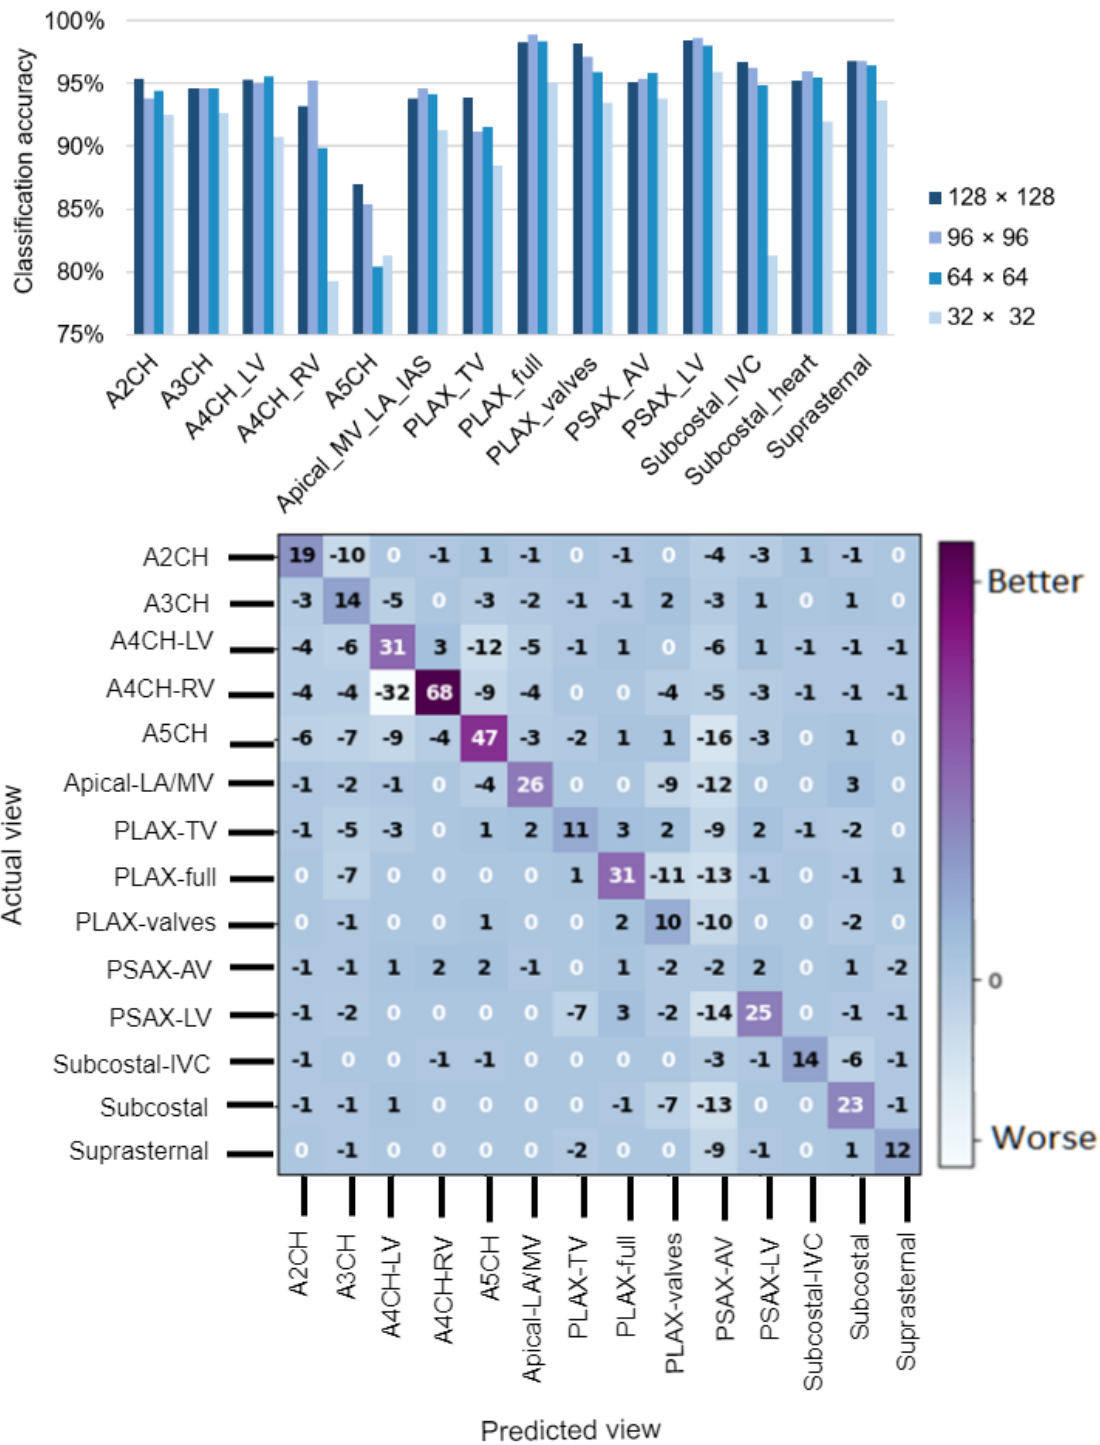 100%
95%
90%
85%
80%
75%
Classification accuracy
A2CH
A3CH
A4CH_LV
A4CH_RV
A5CH
Apical_MV_LA_IAS
PLAX_TV
PLAX_full
PLAX_valves
PSAX_AV
PSAX_LV
Subcostal_IVC
Subcostal_heart
Suprasternal
128 × 128
96 × 96
64 × 64
32 × 32
Actual view
A2CH 19 -10 0 -1 1 -1 0 -1 0 -4 -3 1 -1 0
A3CH -3 14 -5 0 -3 -2 -1 -1 2 -3 1 0 1 0
A4CH-LV -4 -6 31 3 -12 -5 -1 1 0 -6 1 -1 -1 -1
A4CH-RV -4 -4 -32 68 -9 -4 0 0 -4 -5 -3 -1 -1 -1
A5CH -6 -7 -9 -4 47 -3 -2 1 1 -16 -3 0 1 0
Apical-LA/MV -1 -2 -1 0 -4 26 0 0 -9 -12 0 0 3 0
PLAX-TV -1 -5 -3 0 1 2 11 3 2 -9 2 -1 -2 0
PLAX-full 0 -7 0 0 0 0 1 31 -11 -13 -1 0 -1 1
PLAX-valves 0 -1 0 0 1 0 0 2 10 -10 0 0 -2 0
PSAX-AV -1 -1 1 2 2 -1 0 1 -2 -2 2 0 1 -2
PSAX-LV -1 -2 0 0 0 0 -7 3 -2 -14 25 0 -1 -1
Subcostal-IVC -1 0 0 -1 -1 0 0 0 0 -3 -1 14 -6 -1
Subcostal -1 -1 1 0 0 0 0 -1 -7 -13 0 0 23 -1
Suprasternal 0 -1 0 0 0 0 -2 0 0 -9 -1 0 1 12
Better
0
Worse
A2CH
A3CH
A4CH-LV
A4CH-RV
A5CH
Apical-LA/MV
PLAX-TV
PLAX-full
PLAX-valves
PSAX-AV
PSAX-LV
Subcostal-IVC
Subcostal
Suprasternal
Predicted view